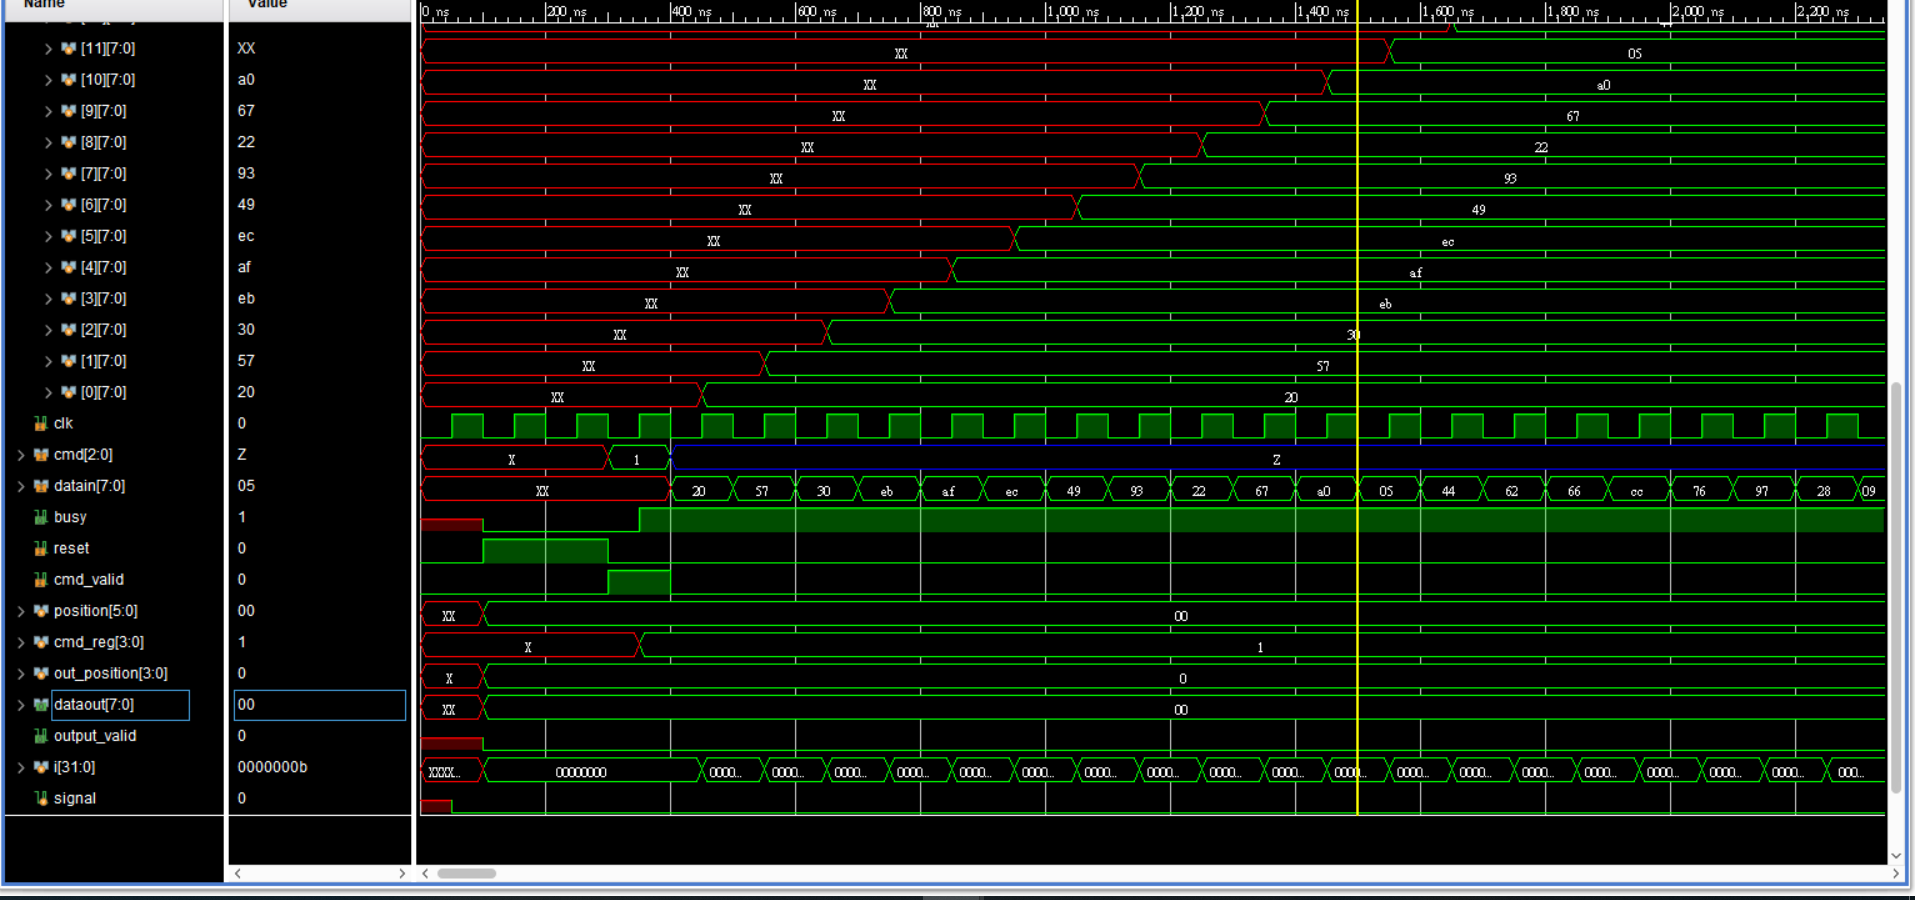 Name Value 0 ns 200 ns 400 ns 600 ns 800 ns 1,000 ns 1,200 ns 1,400 ns 1,600 ns 1,800 ns 2,000 ns 2,200 ns
[11][7:0] XX XX 05
[10][7:0] a0 XX a0
[9][7:0] 67 XX 67
[8][7:0] 22 XX 22
[7][7:0] 93 XX 93
[6][7:0] 49 XX 49
[5][7:0] ec XX ec
[4][7:0] af XX af
[3][7:0] eb XX eb
[2][7:0] 30 XX 30
[1][7:0] 57 XX 57
[0][7:0] 20 XX 20
clk 0
cmd[2:0] Z X 1 Z
datain[7:0] 05 XX 20 57 30 eb af ec 49 93 22 67 a0 05 44 62 66 cc 76 97 28 09
busy 1
reset 0
cmd_valid 0
position[5:0] 00 XX 00
cmd_reg[3:0] 1 X 1
out_position[3:0] 0 X 0
dataout[7:0] 00 XX 00
output_valid 0
i[31:0] 0000000b XXXX... 00000000 0000... 0000... 0000... 0000... 0000... 0000... 0000... 0000... 0000... 0000... 0000... 0000... 0000... 0000... 0000... 0000... 0000... 0000... 000...
signal 0